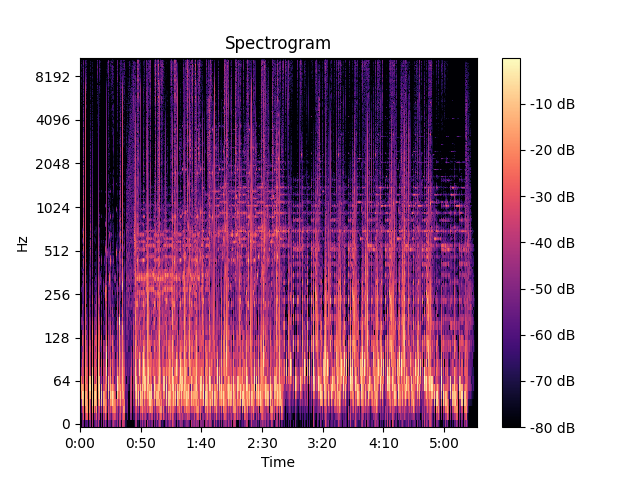 Spectrogram
8192
4096
2048
1024
512
256
128
64
0
Hz
0:00 0:50 1:40 2:30 3:20 4:10 5:00
Time
-10 dB
-20 dB
-30 dB
-40 dB
-50 dB
-60 dB
-70 dB
-80 dB